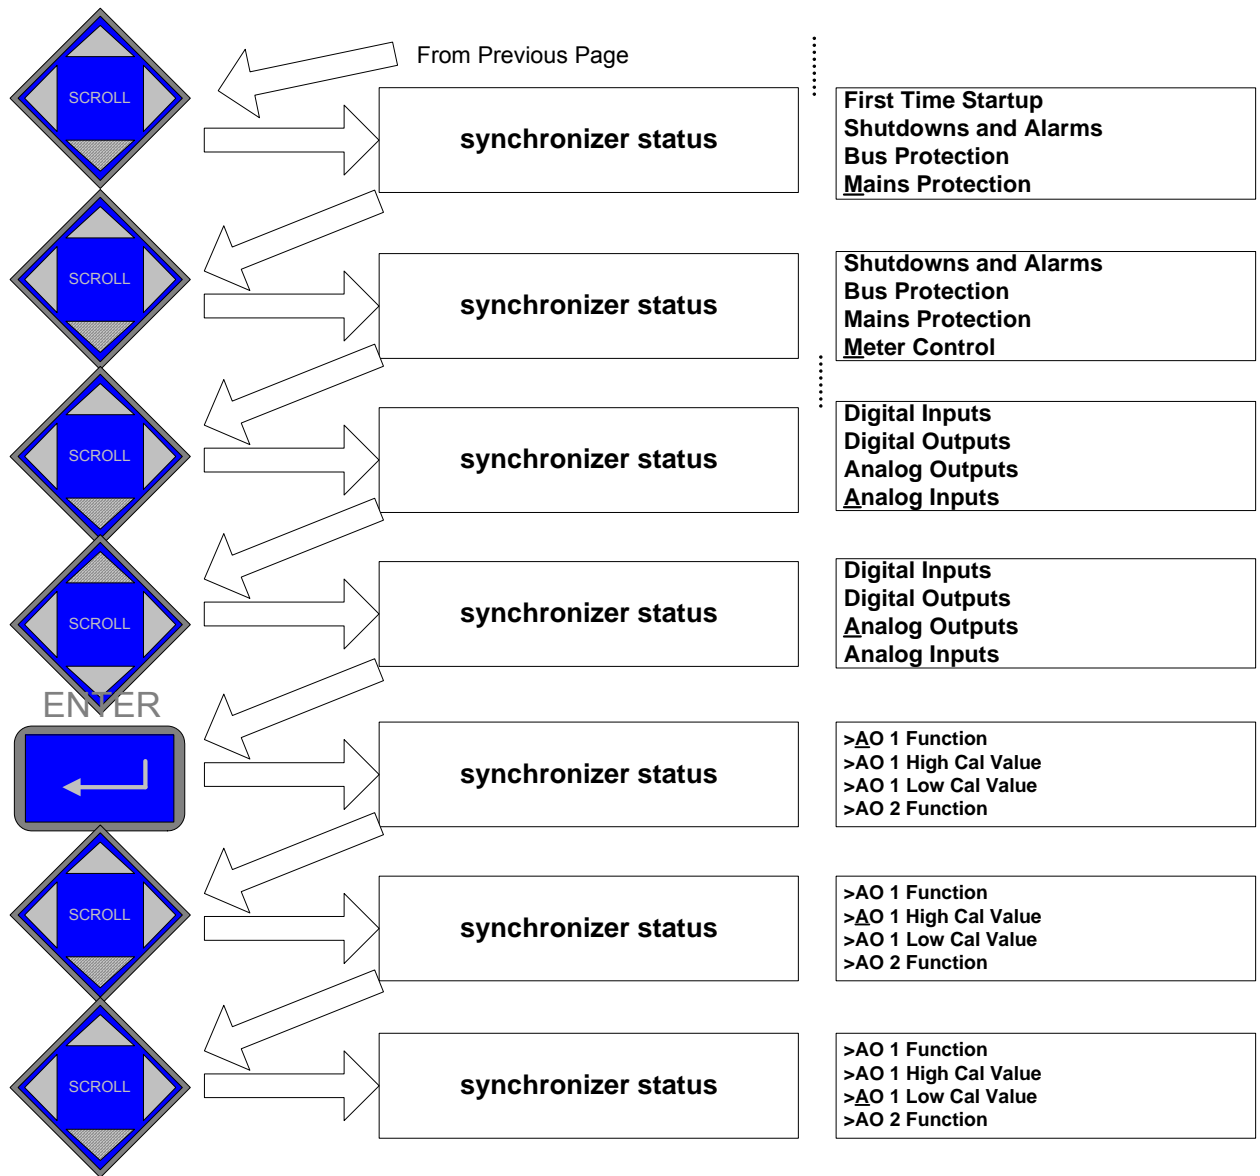 From Previous Page
SCROLL
synchronizer status
First Time Startup
Shutdowns and Alarms
Bus Protection
Mains Protection
SCROLL
synchronizer status
Shutdowns and Alarms
Bus Protection
Mains Protection
Meter Control
SCROLL
synchronizer status
Digital Inputs
Digital Outputs
Analog Outputs
Analog Inputs
SCROLL
synchronizer status
Digital Inputs
Digital Outputs
Analog Outputs
Analog Inputs
ENTER
synchronizer status
>AO 1 Function
>AO 1 High Cal Value
>AO 1 Low Cal Value
>AO 2 Function
SCROLL
synchronizer status
>AO 1 Function
>AO 1 High Cal Value
>AO 1 Low Cal Value
>AO 2 Function
SCROLL
synchronizer status
>AO 1 Function
>AO 1 High Cal Value
>AO 1 Low Cal Value
>AO 2 Function